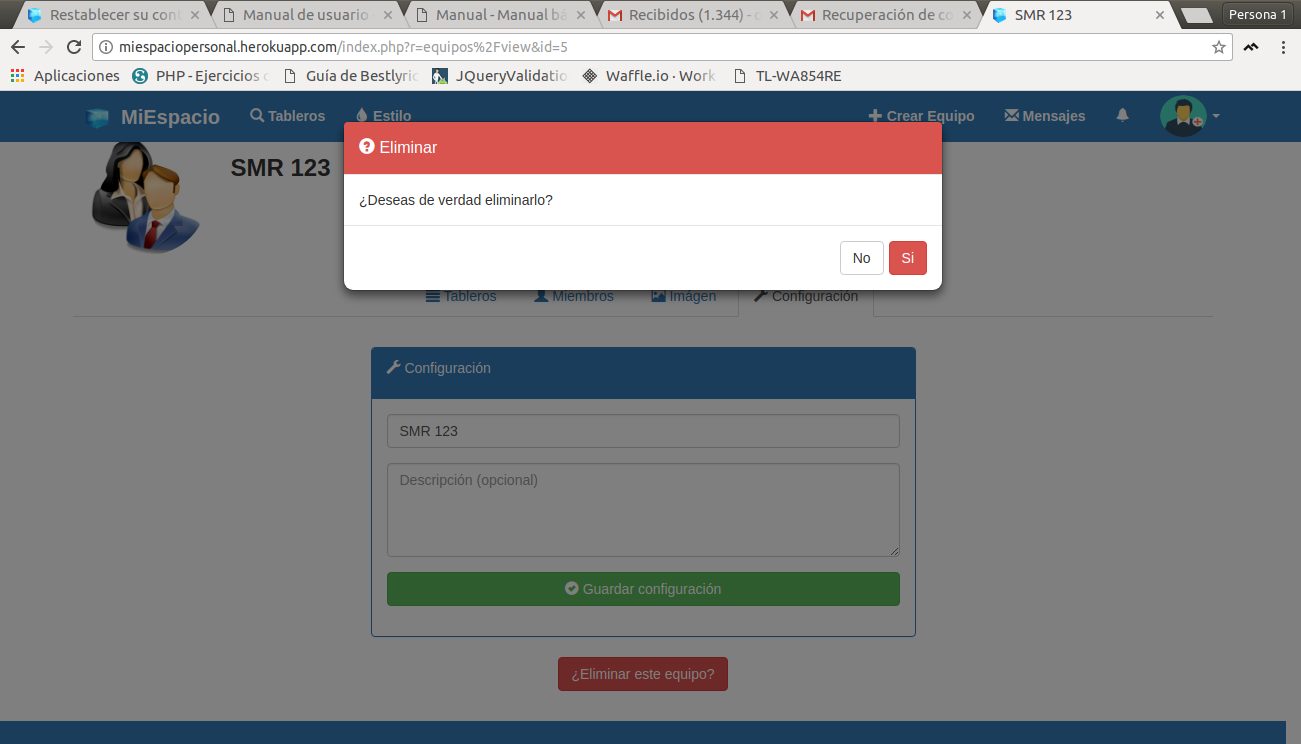 Restablecer su con
Manual de usuario
Manual - Manual bá
Recibidos (1.344) -
Recuperación de co
SMR 123
Persona 1
miespaciopersonal.herokuapp.com/index.php?r=equipos%2Fview&id=5
Aplicaciones
PHP - Ejercicios
Guía de Bestlyric
JQueryValidatio
Waffle.io · Work
TL-WA854RE
MiEspacio
Tableros
Estilo
Crear Equipo
Mensajes
SMR 123
Eliminar
¿Deseas de verdad eliminarlo?
No
Si
Tableros
Miembros
Imágen
Configuración
Configuración
SMR 123
Descripción (opcional)
Guardar configuración
¿Eliminar este equipo?